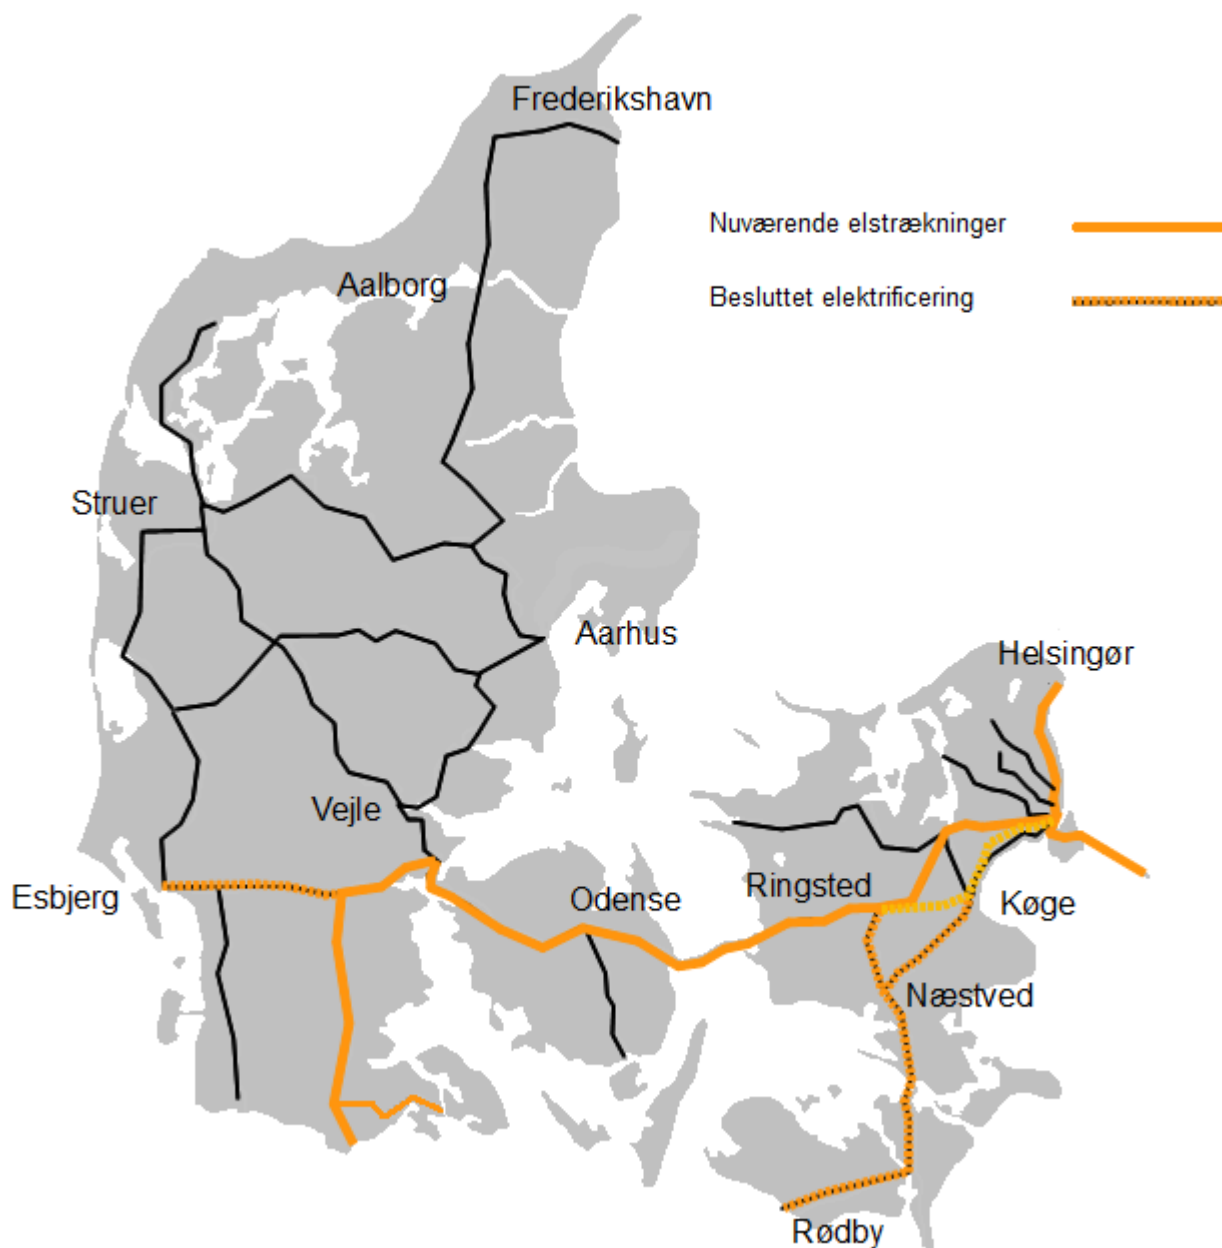 Frederikshavn
Nuværende elstrækninger
Aalborg
Besluttet elektrificering
Struer
Aarhus
Helsingør
Vejle
Esbjerg
Odense
Ringsted
Køge
Næstved
Rødby